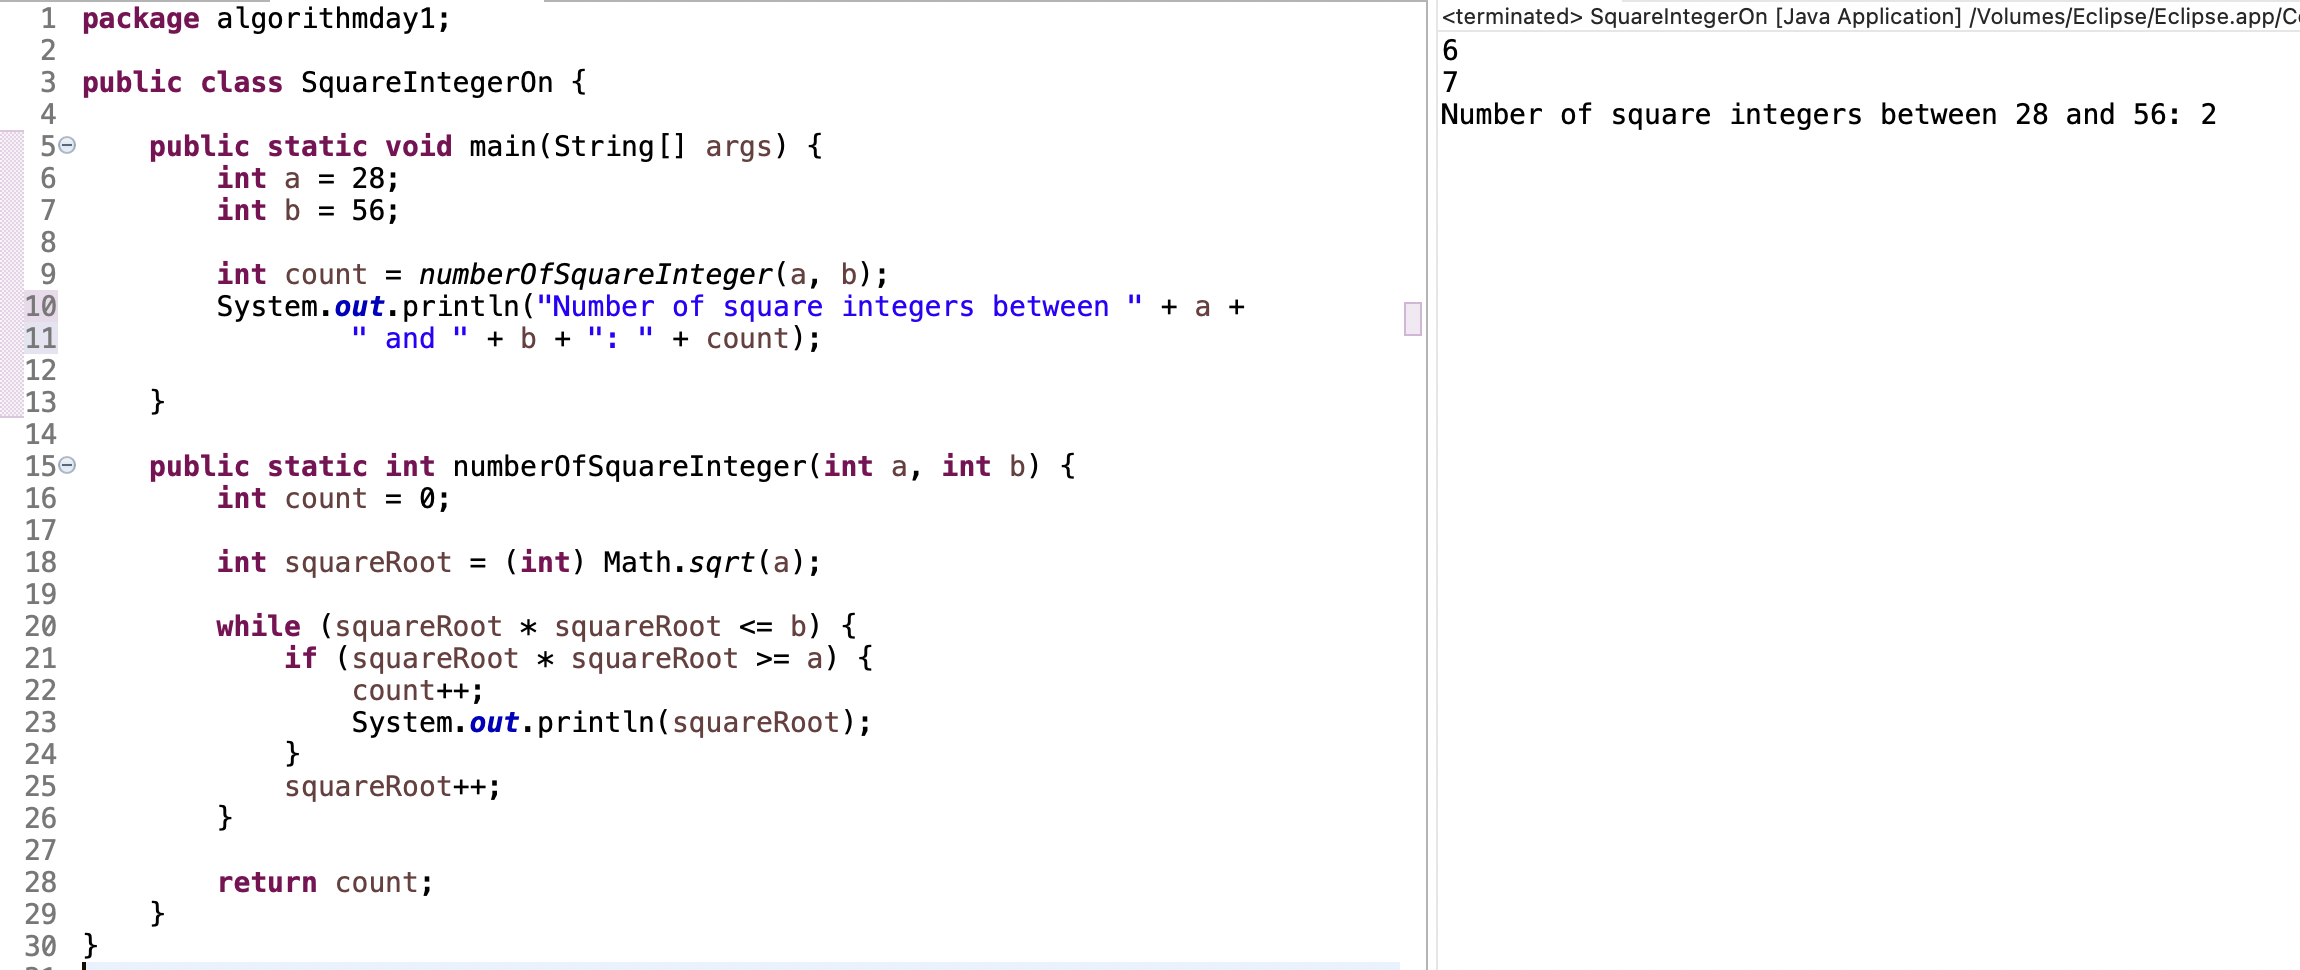 1 package algorithmday1;
2
3 public class SquareIntegerOn {
4
5 public static void main(String[] args) {
6 int a = 28;
7 int b = 56;
8
9 int count = numberOfSquareInteger(a, b);
10 System.out.println("Number of square integers between " + a +
11 " and " + b + ": " + count);
12
13 }
14
15 public static int numberOfSquareInteger(int a, int b) {
16 int count = 0;
17
18 int squareRoot = (int) Math.sqrt(a);
19
20 while (squareRoot * squareRoot <= b) {
21 if (squareRoot * squareRoot >= a) {
22 count++;
23 System.out.println(squareRoot);
24 }
25 squareRoot++;
26 }
27
28 return count;
29 }
30 }
<terminated> SquareIntegerOn [Java Application] /Volumes/Eclipse/Eclipse.app/
6
7
Number of square integers between 28 and 56: 2